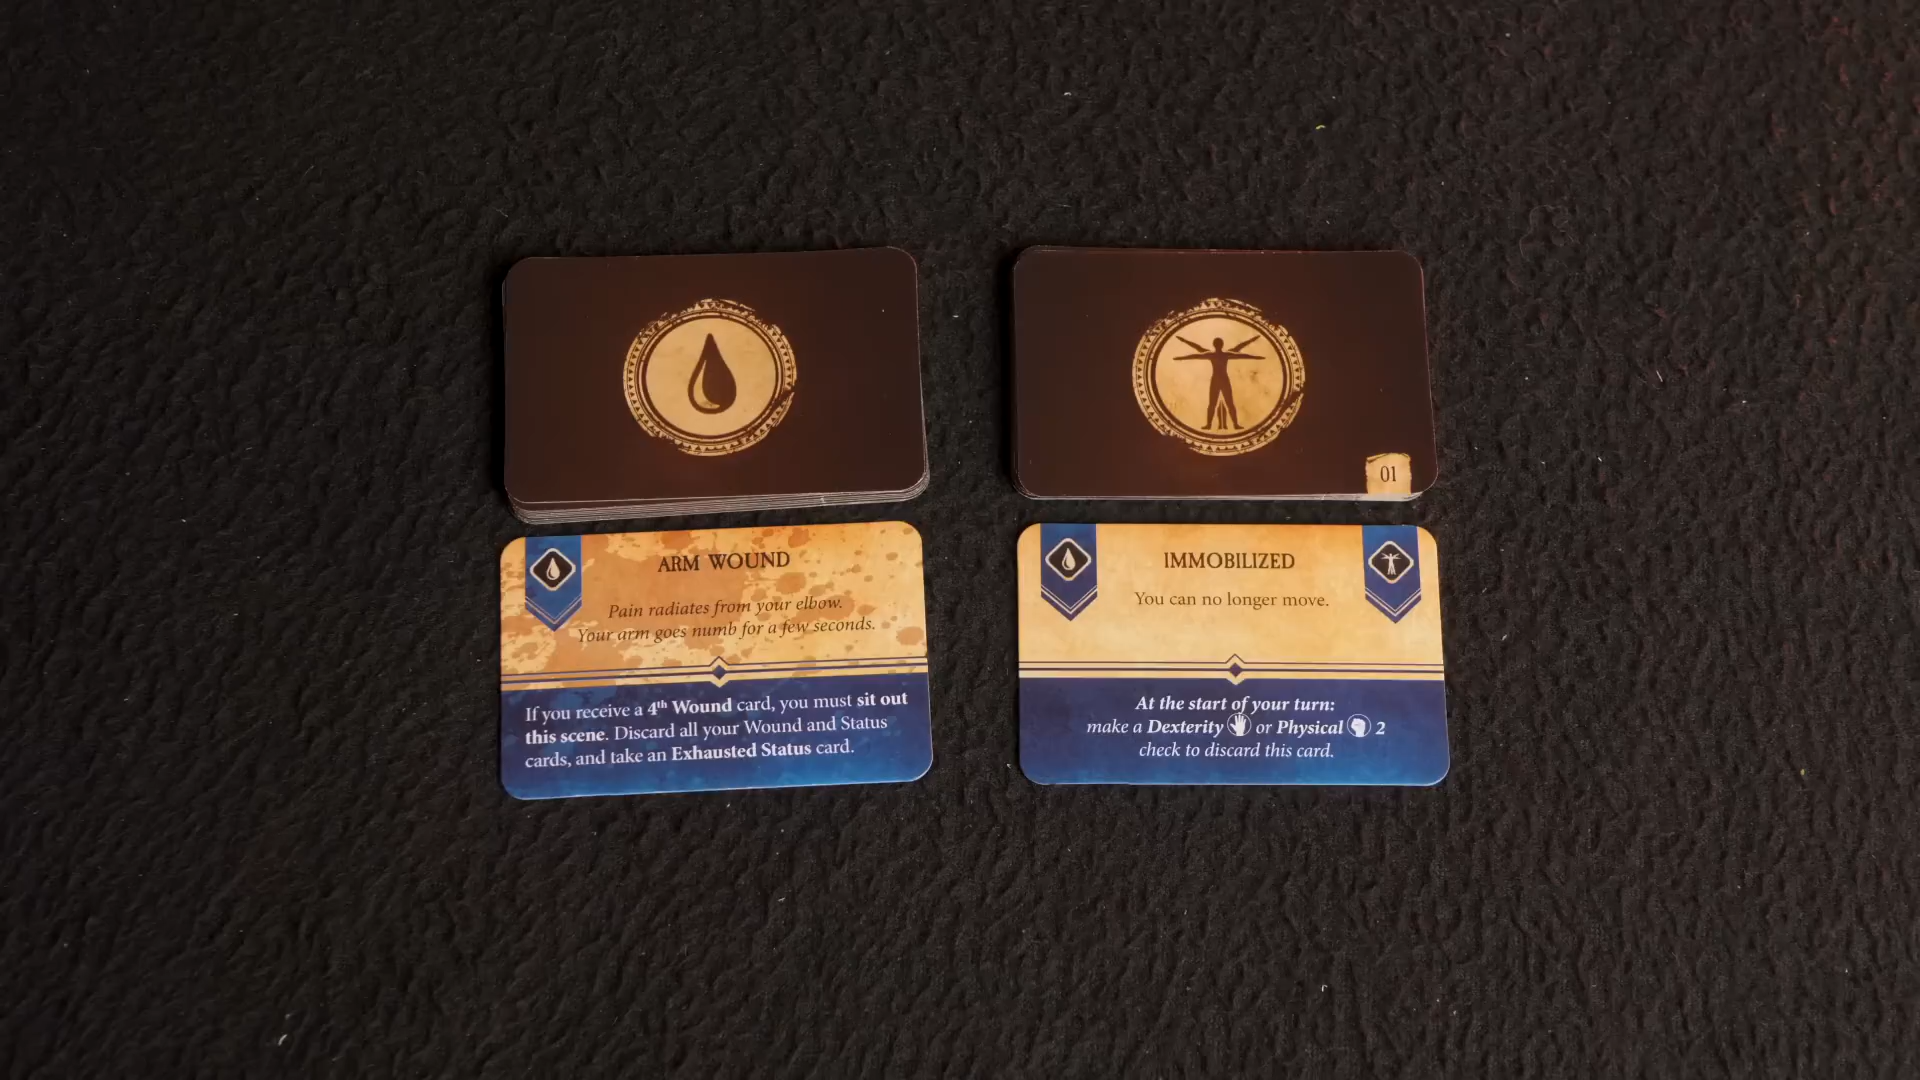 01
ARM WOUND
Pain radiates from your elbow.
Your arm goes numb for a few seconds.
If you receive a 4th Wound card, you must sit out
this scene. Discard all your Wound and Status
cards, and take an Exhausted Status card.
IMMOBILIZED
You can no longer move.
At the start of your turn:
make a Dexterity or Physical 2
check to discard this card.